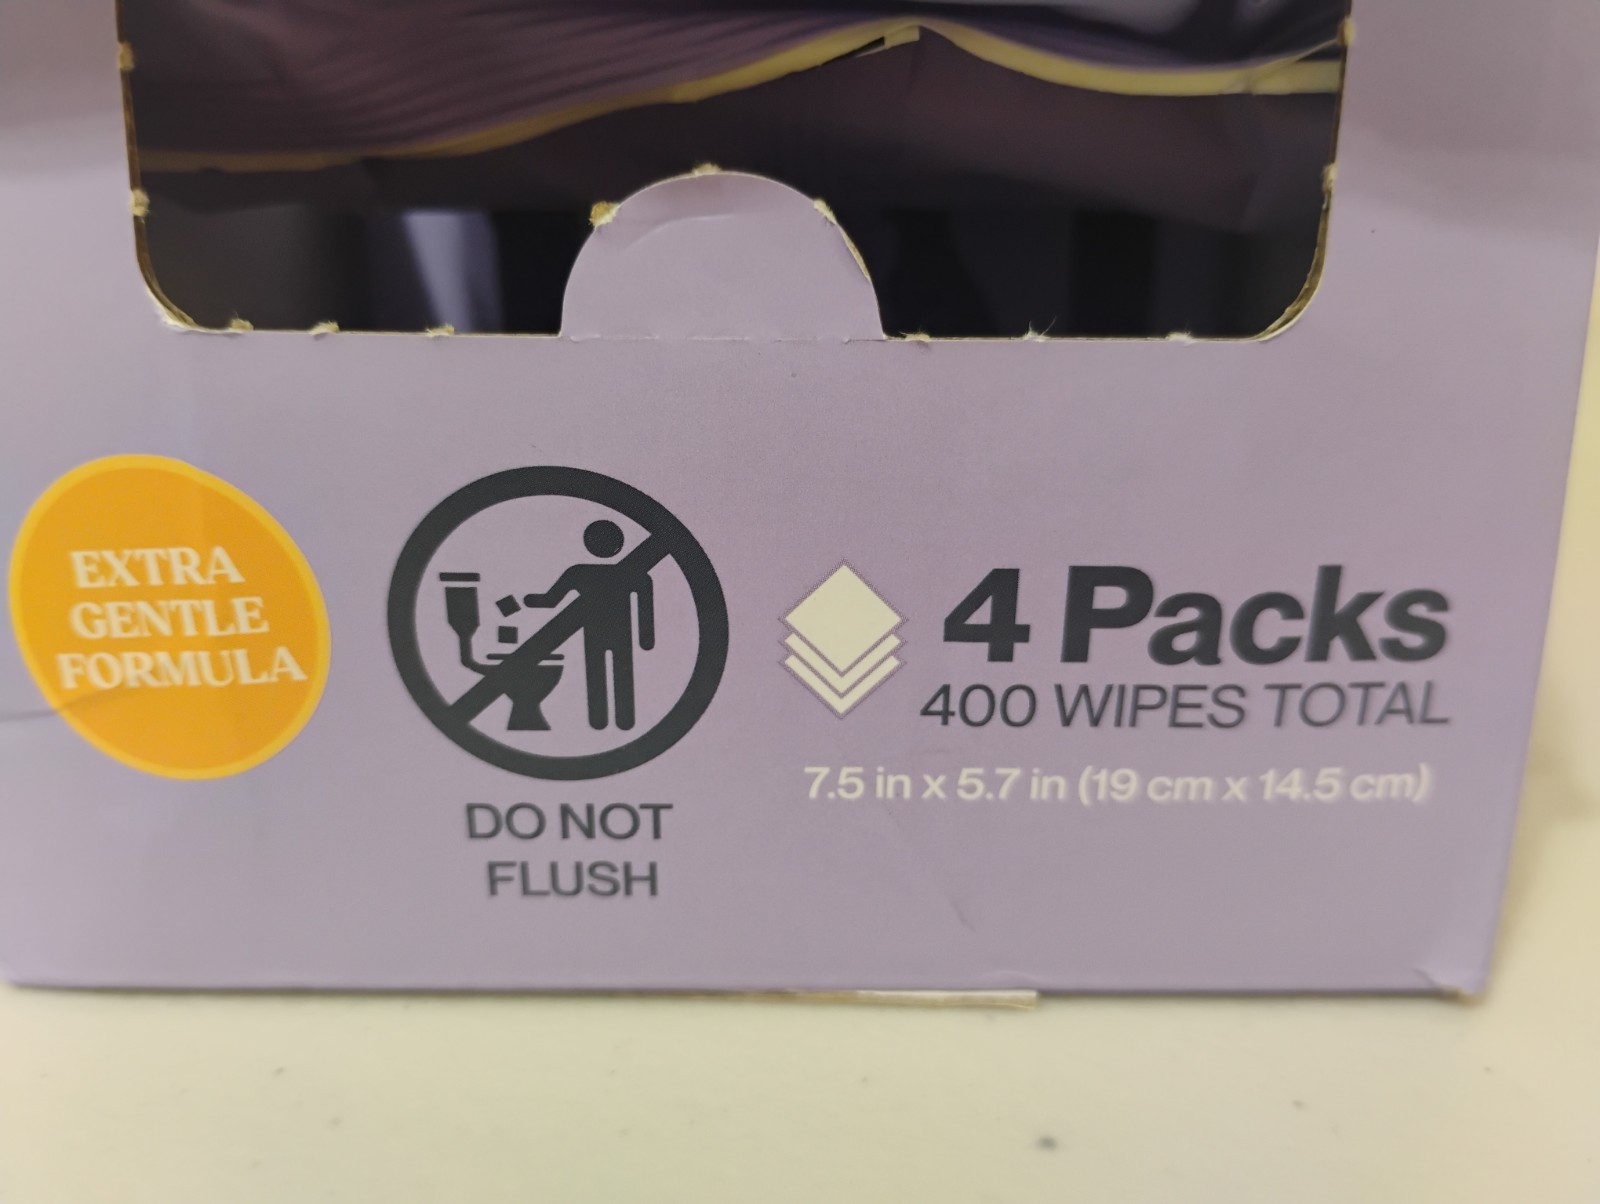 EXTRA
GENTLE
FORMULA
DO NOT
FLUSH
4 Packs
400 WIPES TOTAL
7.5 in x 5.7 in (19 cm x 14.5 cm)